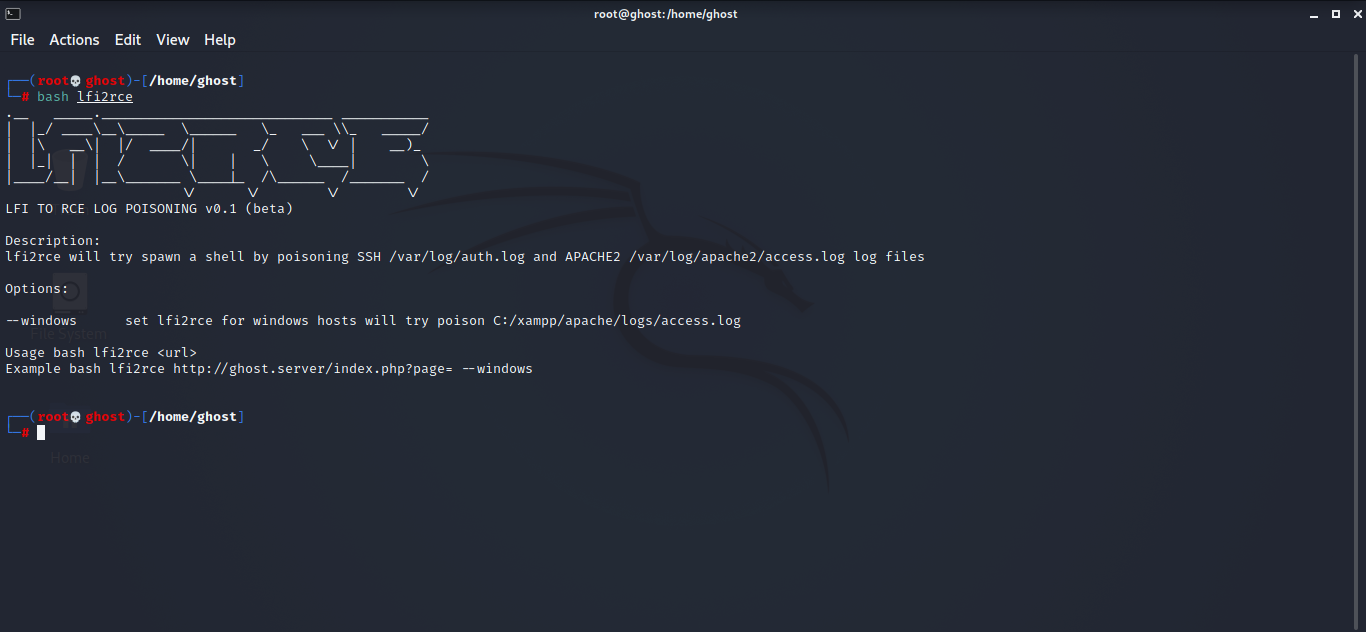 root@ghost:/home/ghost
File Actions Edit View Help
┌──(root💀ghost)-[/home/ghost]
└─# bash lfi2rce
LFI TO RCE LOG POISONING v0.1 (beta)
Description:
lfi2rce will try spawn a shell by poisoning SSH /var/log/auth.log and APACHE2 /var/log/apache2/access.log log files
Options:
--windows      set lfi2rce for windows hosts will try poison C:/xampp/apache/logs/access.log
File System
Usage bash lfi2rce <url>
Example bash lfi2rce http://ghost.server/index.php?page= --windows
┌──(root💀ghost)-[/home/ghost]
└─#
Home